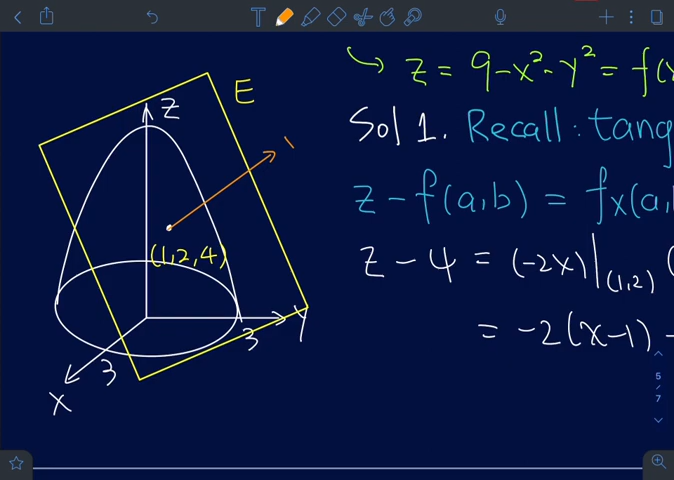 z = 9-x²-y² = f(x
Sol 1. Recall: tang
z-f(a,b) = fx(a,
z-4 = (-2x)|(1,2) (
= -2(x-1)
E
Z
(1,2,4)
Y
3
3
X
T
5
7